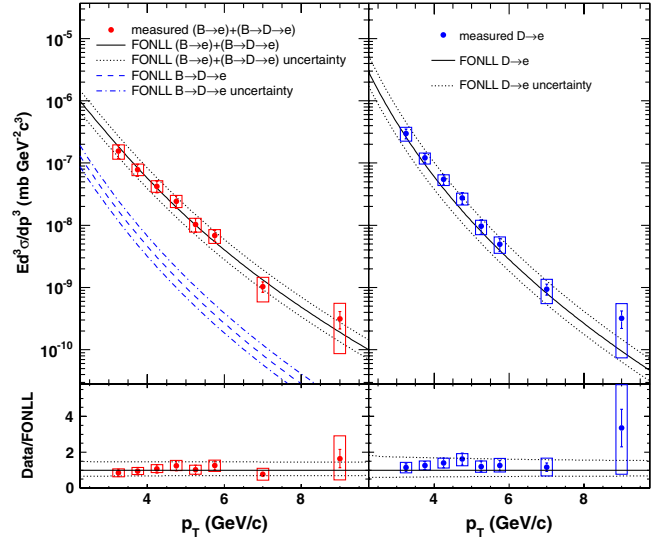 measured (B→e)+(B→D→e)
FONLL (B→e)+(B→D→e)
FONLL (B→e)+(B→D→e) uncertainty
FONLL B→D→e
FONLL B→D→e uncertainty
measured D→e
FONLL D→e
FONLL D→e uncertainty
Ed³σ/dp³ (mb GeV⁻²c³)
10⁻⁵
10⁻⁶
10⁻⁷
10⁻⁸
10⁻⁹
10⁻¹⁰
Data/FONLL
4
2
0
4 6 8
4 6 8
p_T (GeV/c)
p_T (GeV/c)